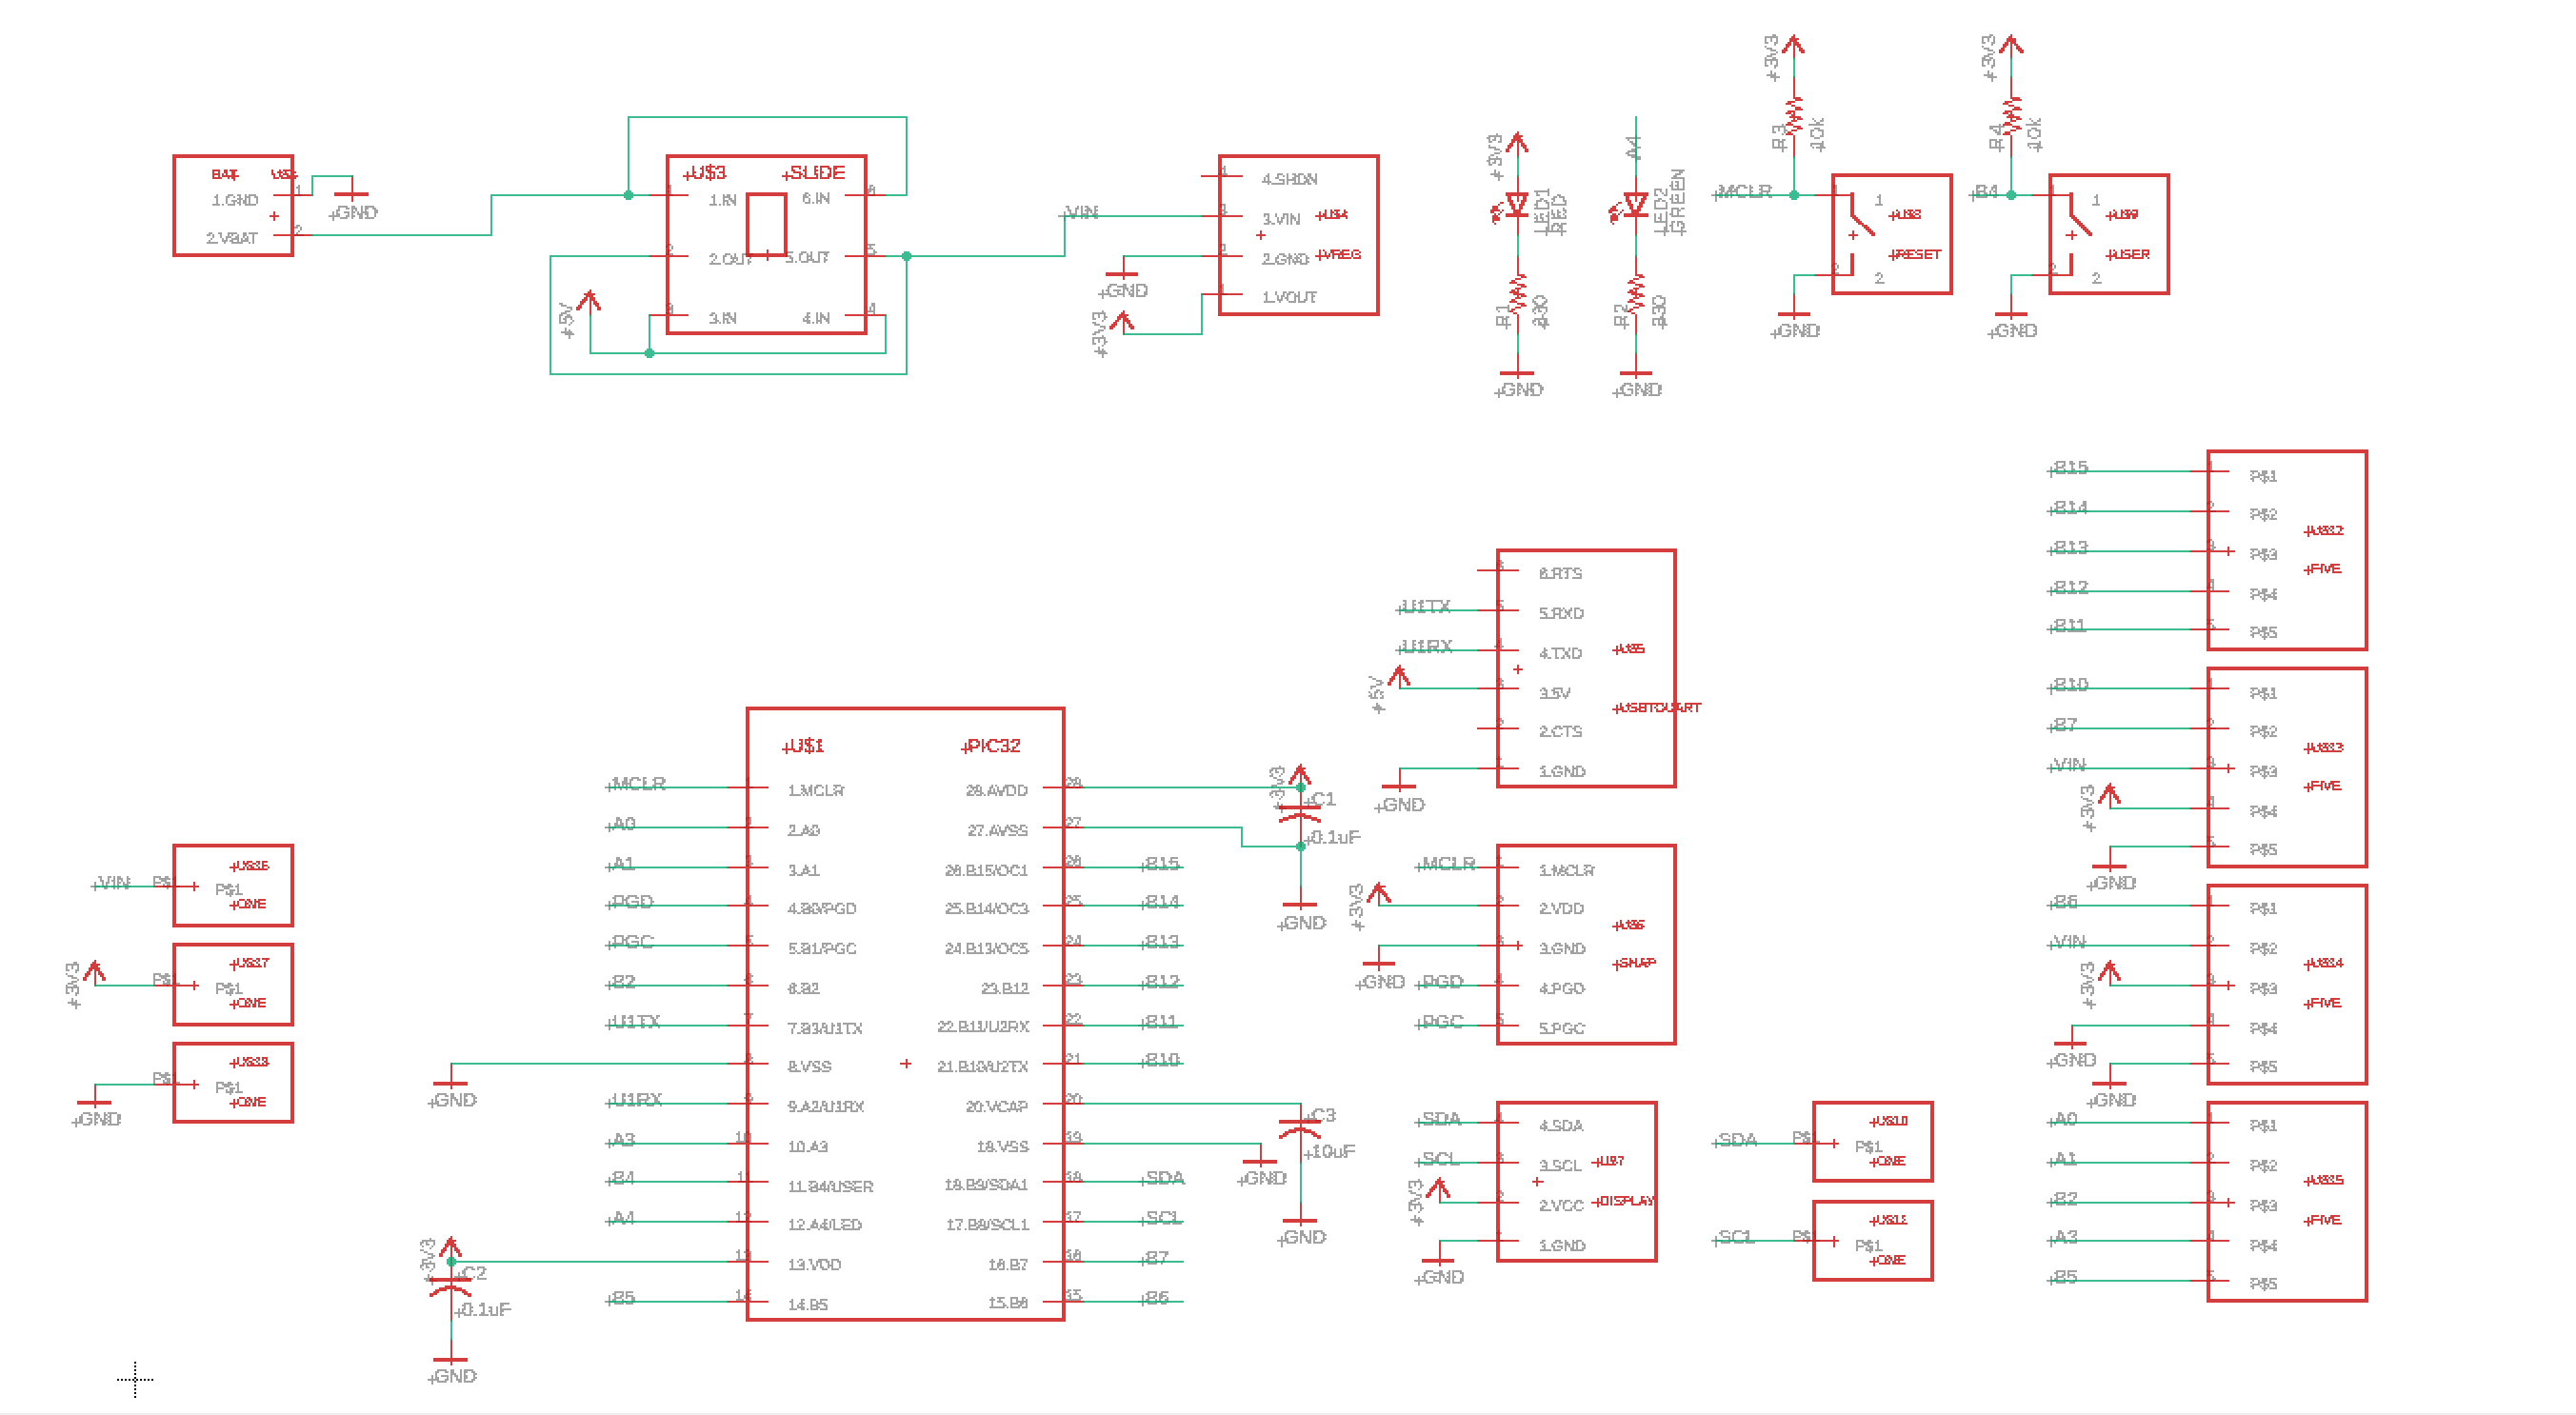 BAT
1.GND
2.VBAT
1
2
GND
U$3
SLIDE
1.IN
2.OUT
3.IN
6.IN
5.OUT
4.IN
+5V
VIN
4.SHDN
3.VIN
2.GND
1.VOUT
U$4
VREG
GND
+3V3
+3V3
LED1
RED
R1
330
GND
A4
LED2
GREEN
R2
330
GND
+3V3
R3
10k
MCLR
1
2
U$8
RESET
GND
+3V3
R4
10k
B4
1
2
U$9
USER
GND
VIN
P$1
U$16
ONE
+3V3
P$1
U$17
ONE
GND
P$1
U$18
ONE
U$1
PIC32
MCLR
1.MCLR
A0
2.A0
A1
3.A1
PGD
4.B0/PGD
PGC
5.B1/PGC
B2
6.B2
U1TX
7.B3/U1TX
GND
8.VSS
U1RX
9.A2/U1RX
A3
10.A3
B4
11.B4/USER
A4
12.A4/LED
+3V3
13.VDD
B5
14.B5
C2
0.1uF
GND
28.AVDD
27.AVSS
26.B15/OC1
B15
25.B14/OC3
B14
24.B13/OC5
B13
23.B12
B12
22.B11/U2RX
B11
21.B10/U2TX
B10
20.VCAP
19.VSS
18.B9/SDA1
SDA
17.B8/SCL1
SCL
16.B7
B7
15.B6
B6
+3V3
C1
0.1uF
GND
C3
10uF
GND
GND
6.RTS
U1TX
5.RXD
U1RX
4.TXD
+5V
3.5V
2.CTS
GND
1.GND
U$5
USBTOUART
MCLR
1.MCLR
+3V3
2.VDD
GND
3.GND
PGD
4.PGD
PGC
5.PGC
U$6
SNAP
SDA
4.SDA
SCL
3.SCL
+3V3
2.VCC
GND
1.GND
U$7
DISPLAY
SDA
P$1
U$10
ONE
SCL
P$1
U$11
ONE
B15
P$1
B14
P$2
B13
P$3
B12
P$4
B11
P$5
U$12
FIVE
B10
P$1
B7
P$2
VIN
P$3
+3V3
P$4
GND
P$5
U$13
FIVE
B6
P$1
VIN
P$2
+3V3
P$3
GND
P$4
GND
P$5
U$14
FIVE
A0
P$1
A1
P$2
B2
P$3
A3
P$4
B5
P$5
U$15
FIVE